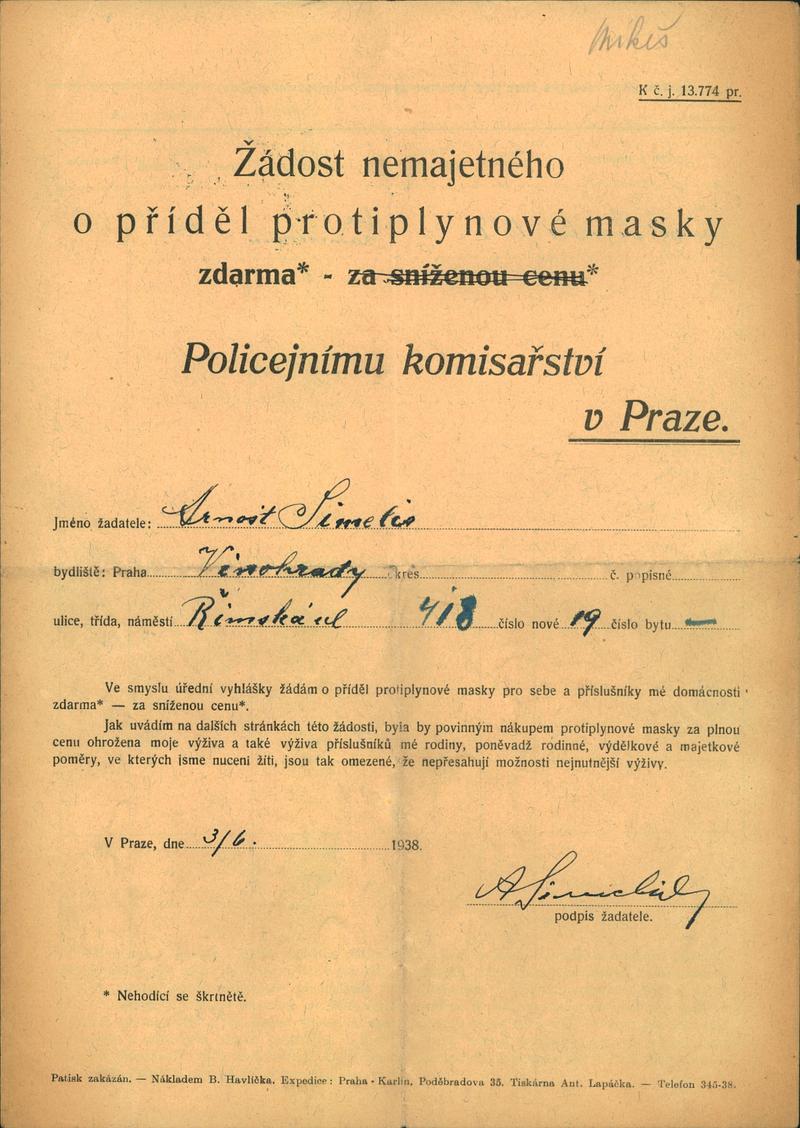 Mikeš
K č. j. 13.774 pr.
Žádost nemajetného
o příděl protiplynové masky
zdarma* - za sníženou cenu*
Policejnímu komisařství
v Praze.
Jméno žadatele: Arnošt Simelis
bydliště: Praha Vinohrady okres č. popisné
ulice, třída, náměstí Římská ul 418 číslo nové 19 číslo bytu —
Ve smyslu úřední vyhlášky žádám o příděl protiplynové masky pro sebe a příslušníky mé domácnosti
zdarma* — za sníženou cenu*.
Jak uvádím na dalších stránkách této žádosti, byla by povinným nákupem protiplynové masky za plnou
cenu ohrožena moje výživa a také výživa příslušníků mé rodiny, poněvadž rodinné, výdělkové a majetkové
poměry, ve kterých jsme nuceni žíti, jsou tak omezené, že nepřesahují možnosti nejnutnější výživy.
V Praze, dne 3/6. 1938.
podpis žadatele.
* Nehodící se škrtnětě.
Patisk zakázán. — Nákladem B. Havlíčka. Expedice: Praha - Karlín, Poděbradova 35. Tiskárna Ant. Lapáčka. — Telefon 345-38.